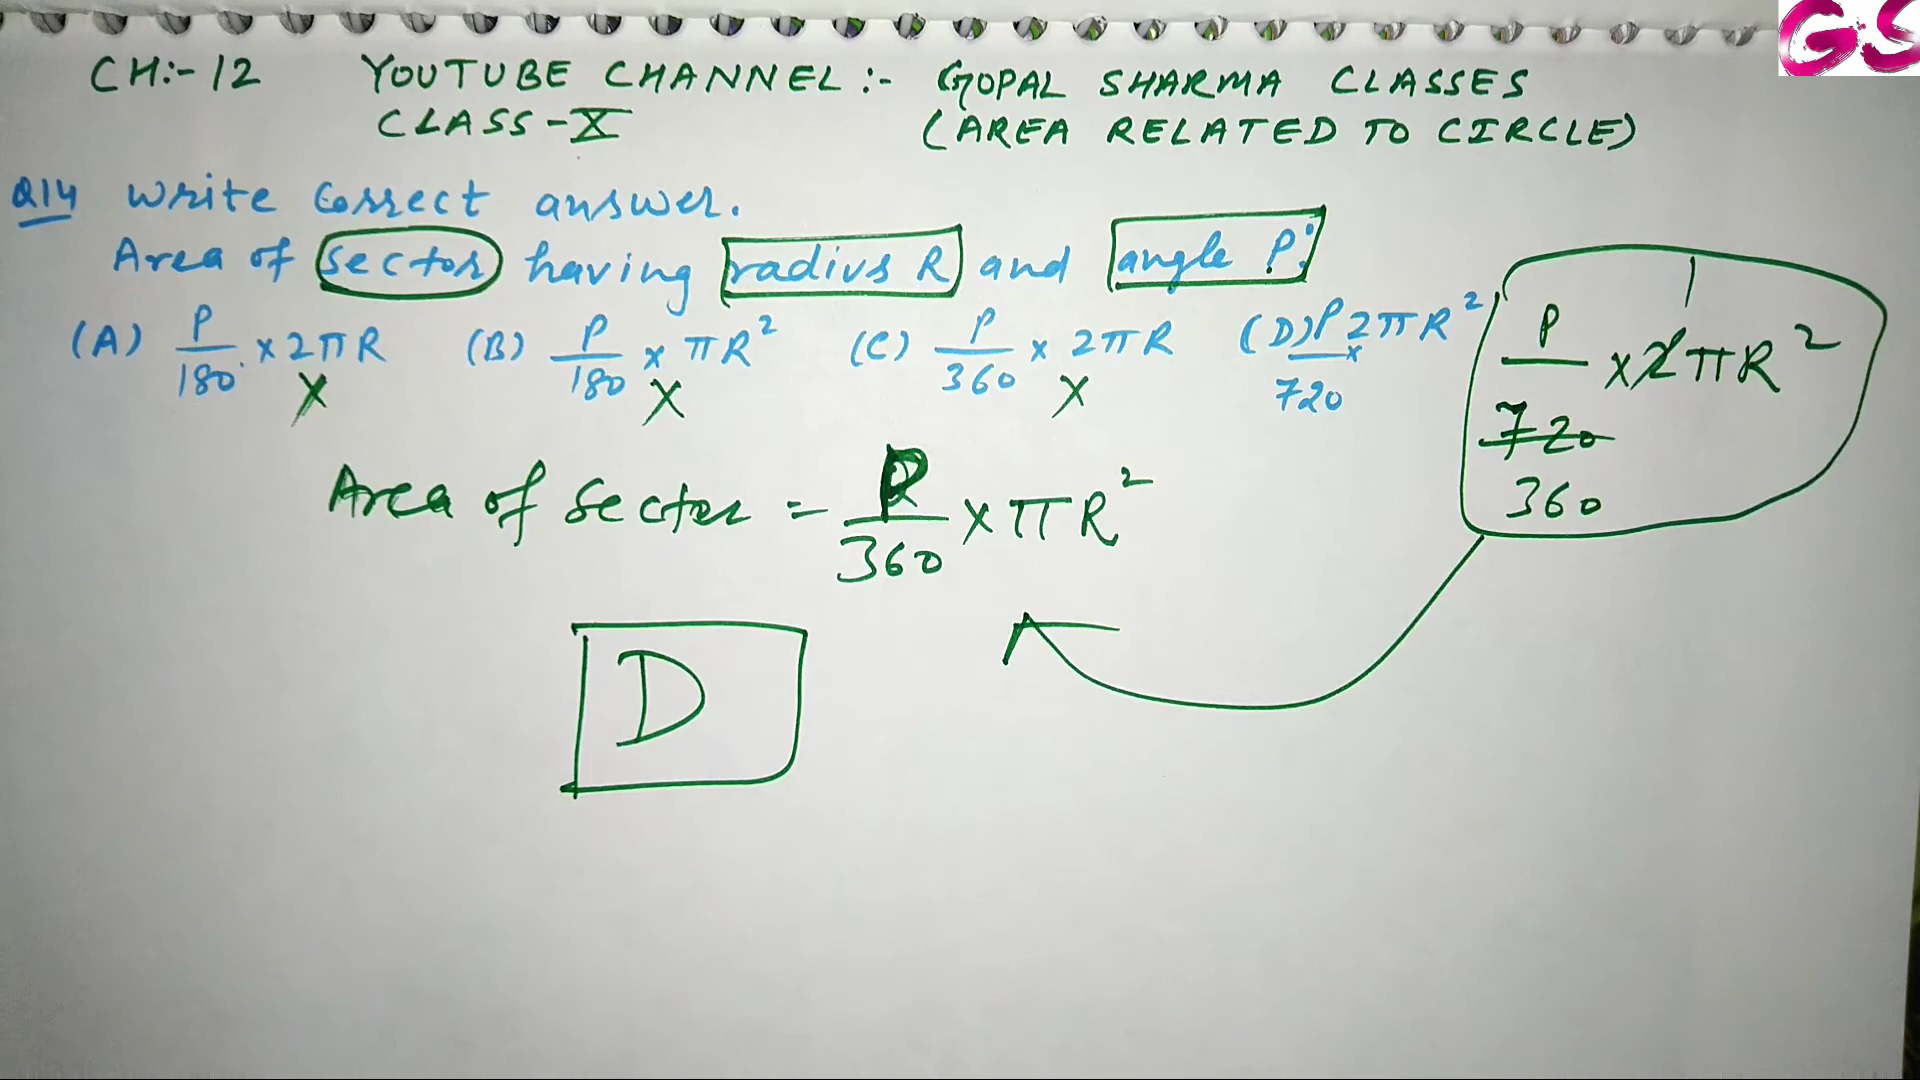 GS
CH:- 12 YOUTUBE CHANNEL :- GOPAL SHARMA CLASSES
CLASS - X (AREA RELATED TO CIRCLE)
Q14 Write Correct answer.
Area of sector having radius R and angle P°:
(A) P/180 × 2πR (B) P/180 × πR² (C) P/360 × 2πR (D) P/720 × 2πR²
X X X
P/720 × 2πR²
360
1
Area of Sector = P/360 × πR²
D